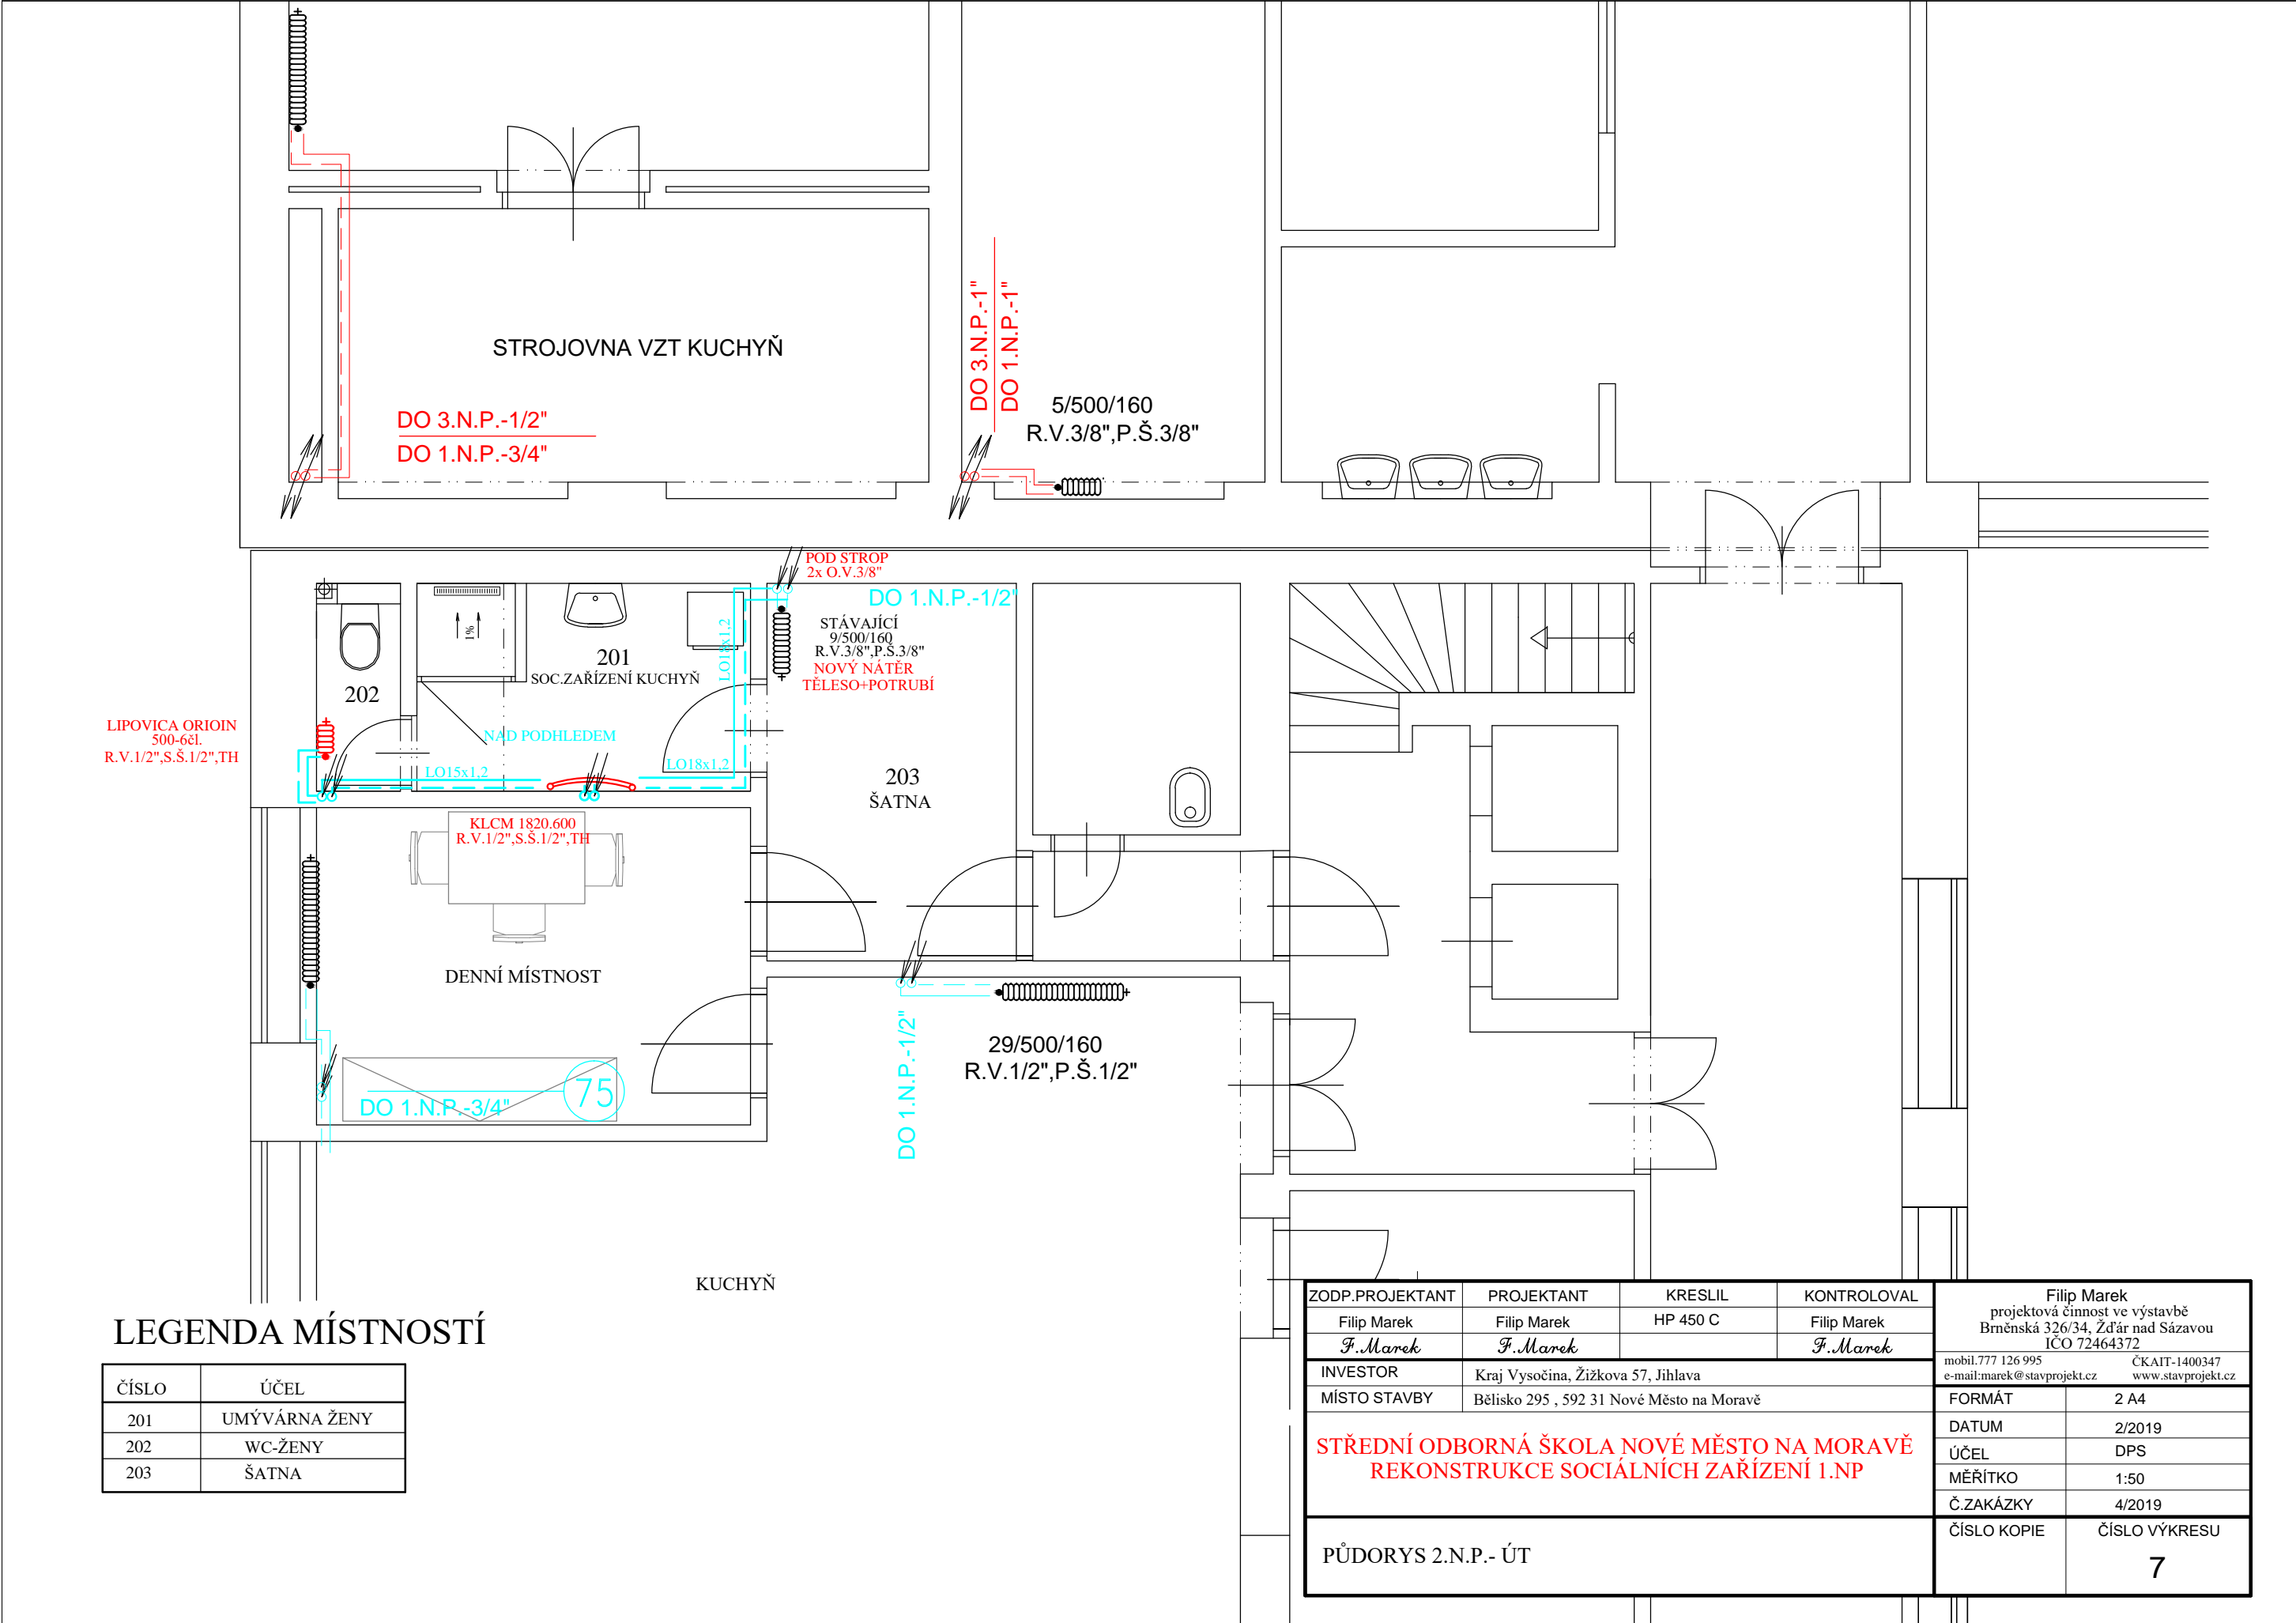 STROJOVNA VZT KUCHYŇ
DO 3.N.P.-1/2"
DO 1.N.P.-3/4"
DO 3.N.P.-1"
DO 1.N.P.-1"
5/500/160
R.V.3/8",P.Š.3/8"
POD STROP
2x O.V.3/8"
DO 1.N.P.-1/2"
STÁVAJÍCÍ
9/500/160
R.V.3/8",P.Š.3/8"
NOVÝ NÁTĚR
TĚLESO+POTRUBÍ
1%
LO18x1,2
201
SOC.ZAŘÍZENÍ KUCHYŇ
202
LIPOVICA ORIOIN
500-6čl.
R.V.1/2",S.Š.1/2",TH
NAD PODHLEDEM
LO15x1,2
LO18x1,2
203
ŠATNA
KLCM 1820.600
R.V.1/2",S.Š.1/2",TH
DENNÍ MÍSTNOST
DO 1.N.P.-3/4"
75
DO 1.N.P.-1/2"
29/500/160
R.V.1/2",P.Š.1/2"
KUCHYŇ
LEGENDA MÍSTNOSTÍ
ČÍSLO ÚČEL
201 UMÝVÁRNA ŽENY
202 WC-ŽENY
203 ŠATNA
ZODP.PROJEKTANT PROJEKTANT KRESLIL KONTROLOVAL
Filip Marek Filip Marek HP 450 C Filip Marek
F.Marek F.Marek F.Marek
INVESTOR Kraj Vysočina, Žižkova 57, Jihlava
MÍSTO STAVBY Bělisko 295 , 592 31 Nové Město na Moravě
STŘEDNÍ ODBORNÁ ŠKOLA NOVÉ MĚSTO NA MORAVĚ
REKONSTRUKCE SOCIÁLNÍCH ZAŘÍZENÍ 1.NP
PŮDORYS 2.N.P.- ÚT
Filip Marek
projektová činnost ve výstavbě
Brněnská 326/34, Žďár nad Sázavou
IČO 72464372
mobil.777 126 995 ČKAIT-1400347
e-mail:marek@stavprojekt.cz www.stavprojekt.cz
FORMÁT 2 A4
DATUM 2/2019
ÚČEL DPS
MĚŘÍTKO 1:50
Č.ZAKÁZKY 4/2019
ČÍSLO KOPIE ČÍSLO VÝKRESU
7